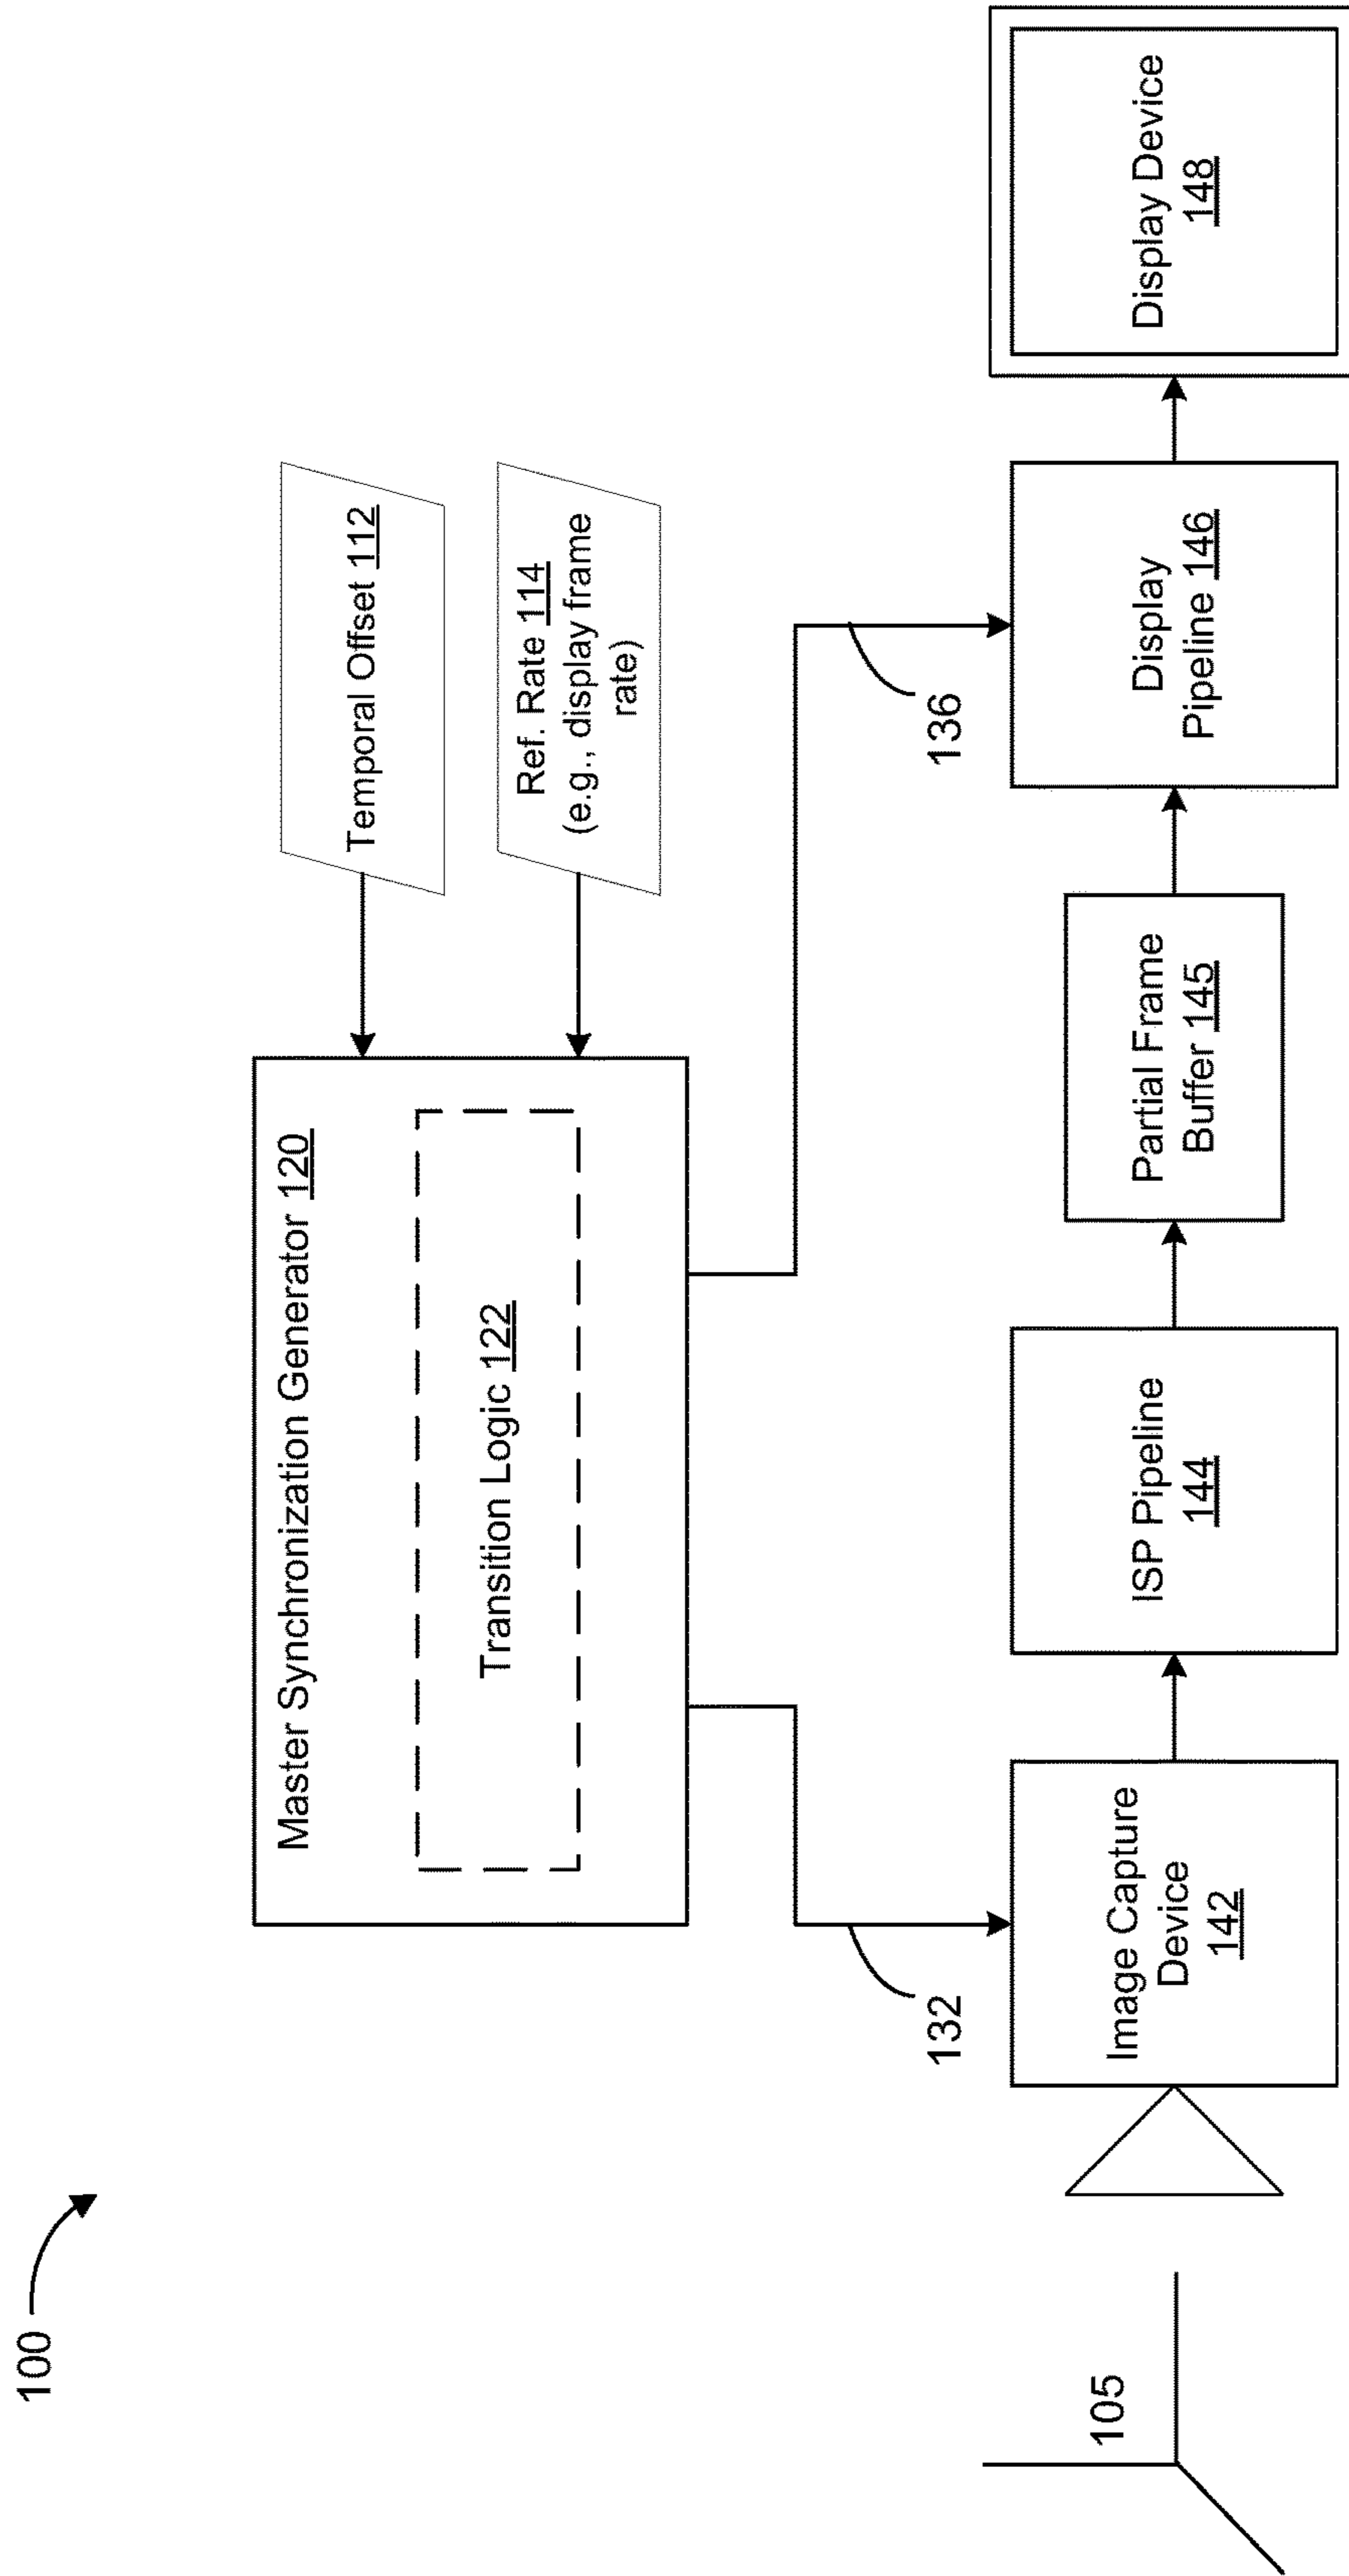 100
Master Synchronization Generator 120
Transition Logic 122
Temporal Offset 112
Ref. Rate 114
(e.g., display frame
rate)
132
136
105
Image Capture
Device
142
ISP Pipeline
144
Partial Frame
Buffer 145
Display
Pipeline 146
Display Device
148